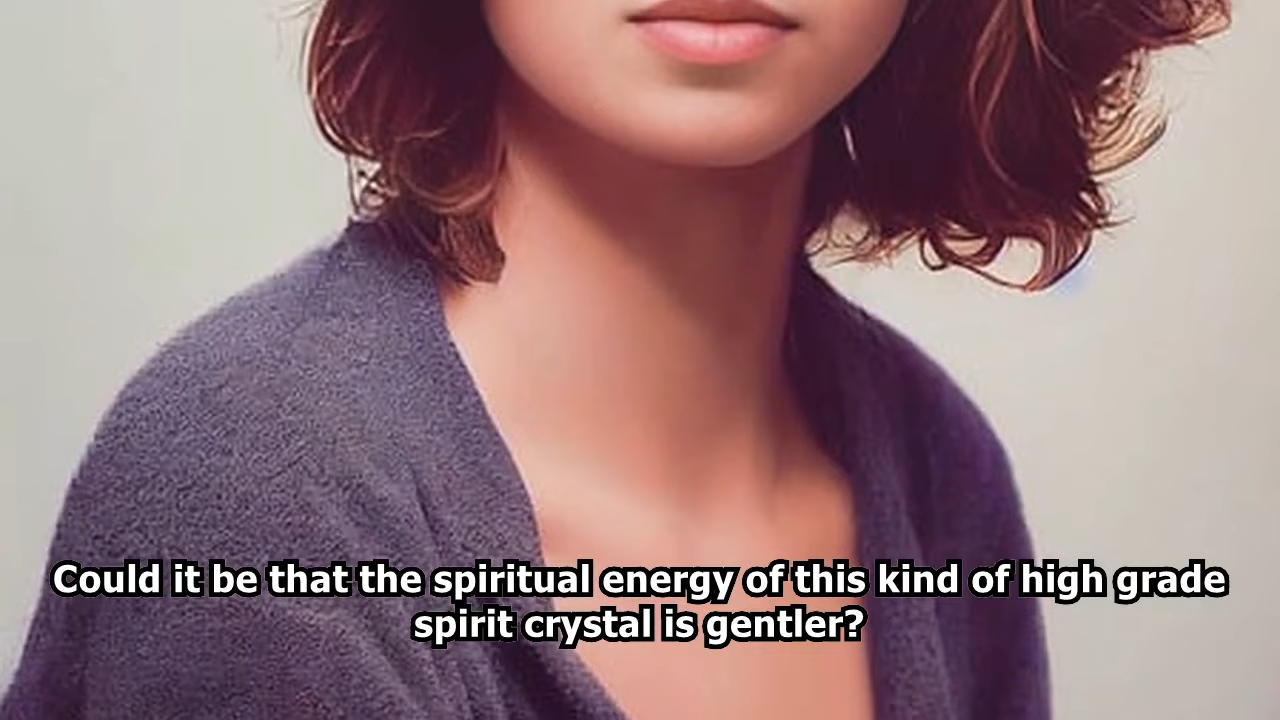 Could it be that the spiritual energy of this kind of high grade
spirit crystal is gentler?